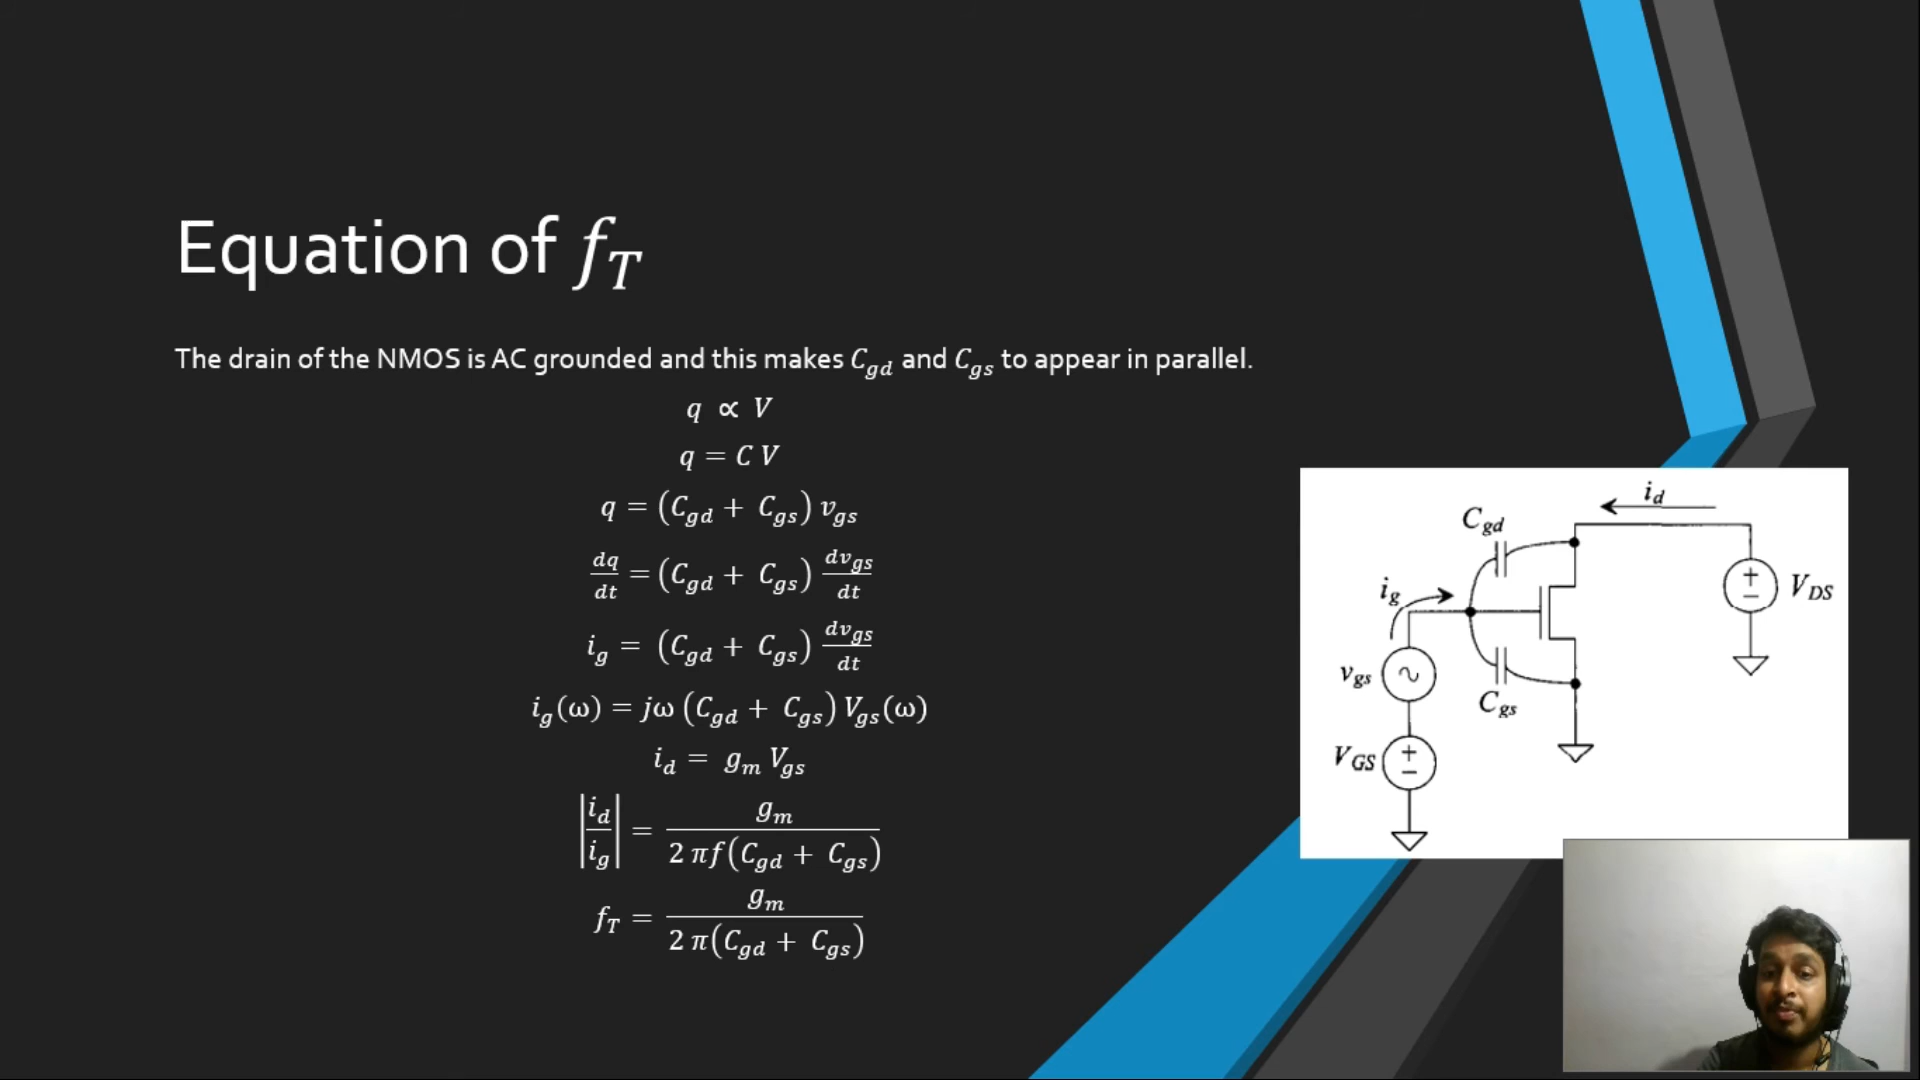 Equation of f_T
The drain of the NMOS is AC grounded and this makes C_gd and C_gs to appear in parallel.
q ∝ V
q = C V
q = (C_gd + C_gs) v_gs
dq/dt = (C_gd + C_gs) dv_gs/dt
i_g = (C_gd + C_gs) dv_gs/dt
i_g(ω) = jω (C_gd + C_gs) V_gs(ω)
i_d = g_m V_gs
|i_d/i_g| = g_m / 2 πf(C_gd + C_gs)
f_T = g_m / 2 π(C_gd + C_gs)
i_d
C_gd
i_g
V_DS
v_gs
C_gs
V_GS